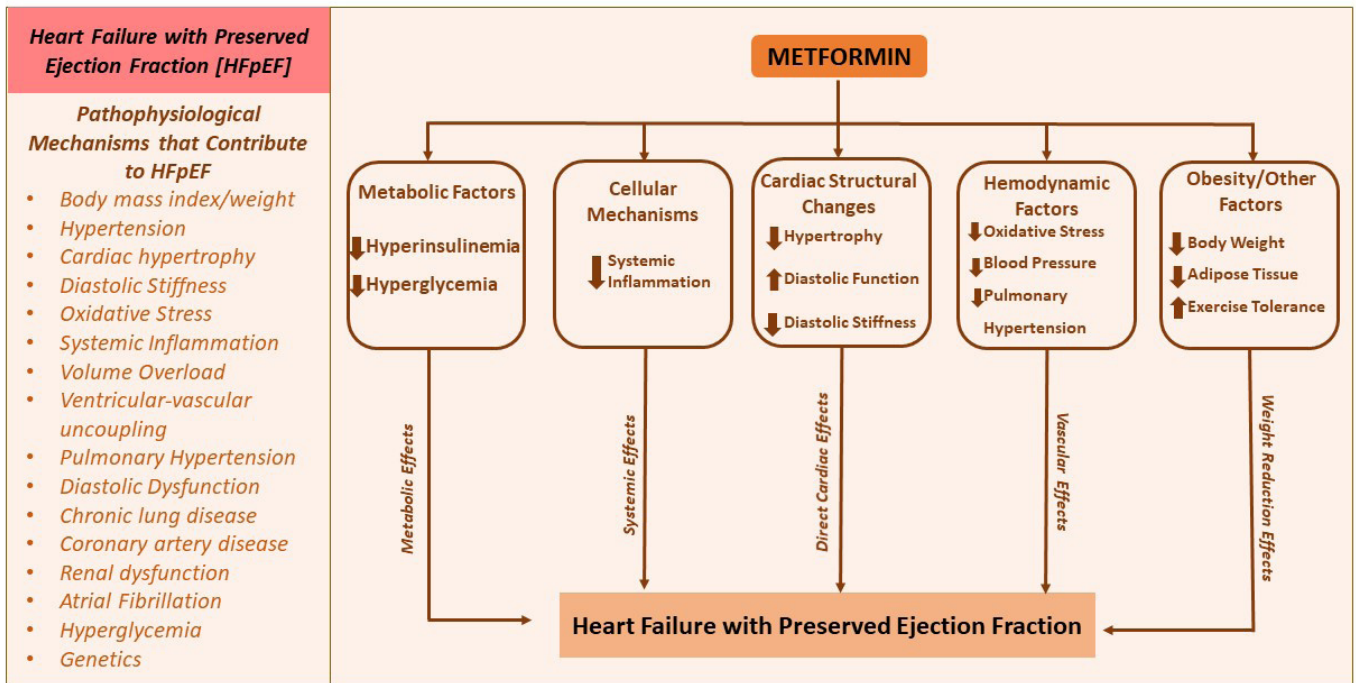 Heart Failure with Preserved
Ejection Fraction [HFpEF]
Pathophysiological
Mechanisms that Contribute
to HFpEF
• Body mass index/weight
• Hypertension
• Cardiac hypertrophy
• Diastolic Stiffness
• Oxidative Stress
• Systemic Inflammation
• Volume Overload
• Ventricular-vascular
uncoupling
• Pulmonary Hypertension
• Diastolic Dysfunction
• Chronic lung disease
• Coronary artery disease
• Renal dysfunction
• Atrial Fibrillation
• Hyperglycemia
• Genetics
METFORMIN
Metabolic Factors
Hyperinsulinemia
Hyperglycemia
Cellular
Mechanisms
Systemic
Inflammation
Cardiac Structural
Changes
Hypertrophy
Diastolic Function
Diastolic Stiffness
Hemodynamic
Factors
Oxidative Stress
Blood Pressure
Pulmonary
Hypertension
Obesity/Other
Factors
Body Weight
Adipose Tissue
Exercise Tolerance
Metabolic Effects
Systemic Effects
Direct Cardiac Effects
Vascular Effects
Weight Reduction Effects
Heart Failure with Preserved Ejection Fraction